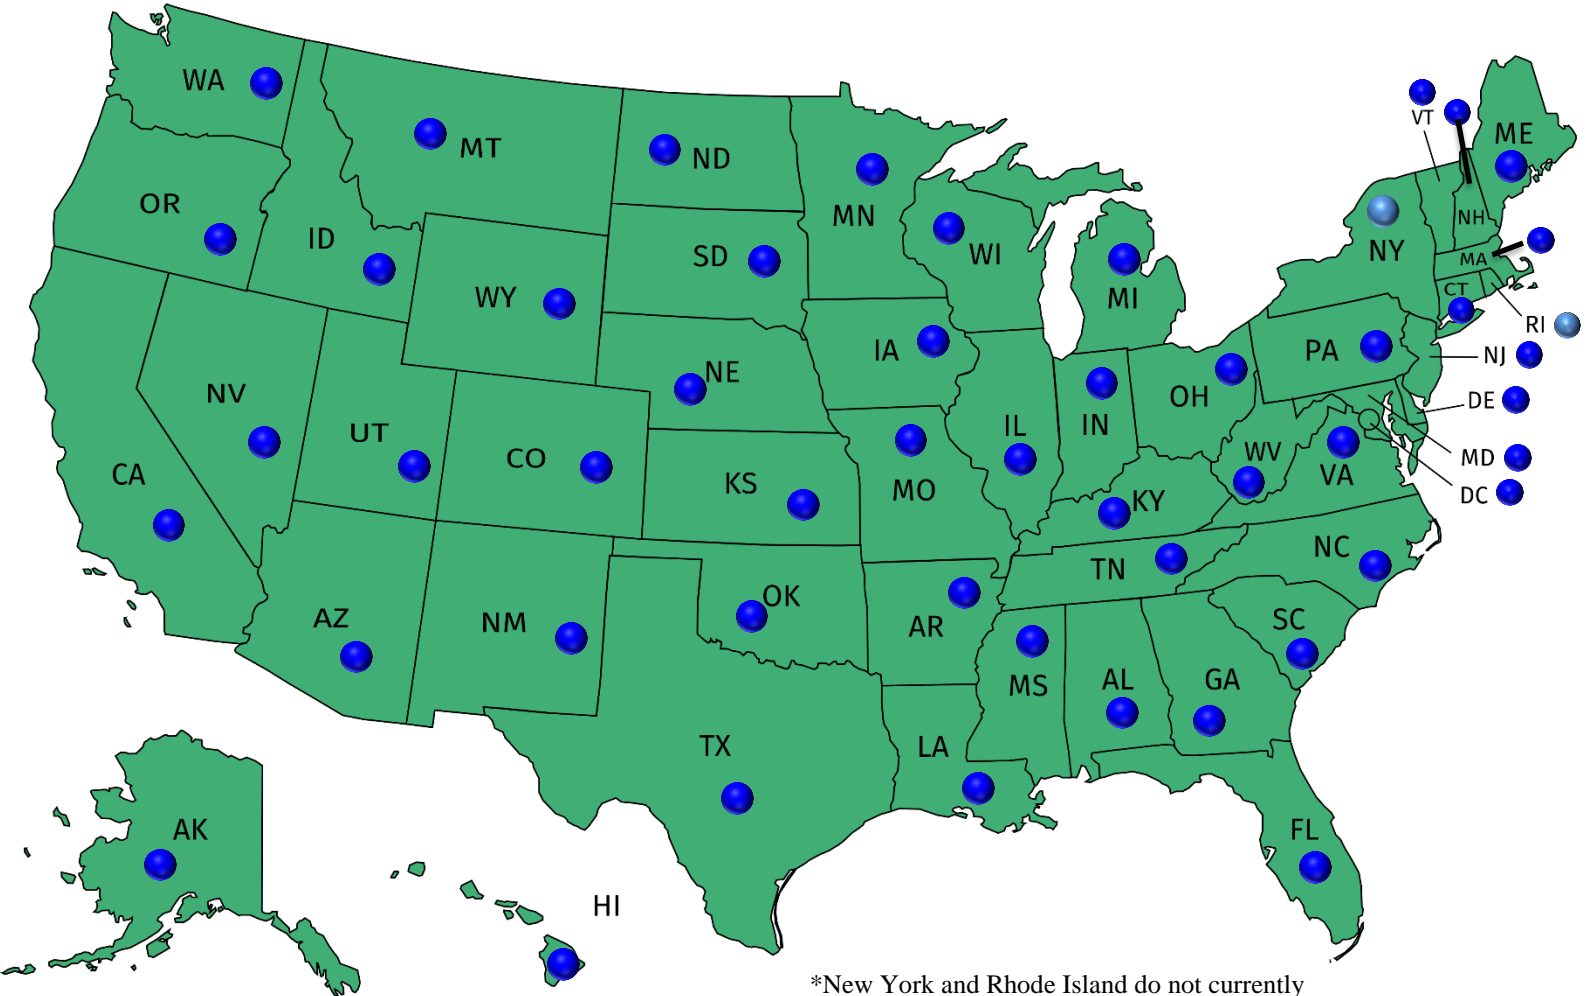 WA
MT
ND
MN
VT
ME
OR
ID
SD
WI
MI
NY
NH
MA
CT
RI
WY
IA
NE
PA
NJ
NV
UT
CO
KS
MO
IL
IN
OH
WV
VA
DE
MD
DC
CA
KY
AZ
NM
OK
AR
TN
NC
SC
TX
LA
MS
AL
GA
FL
AK
HI
*New York and Rhode Island do not currently